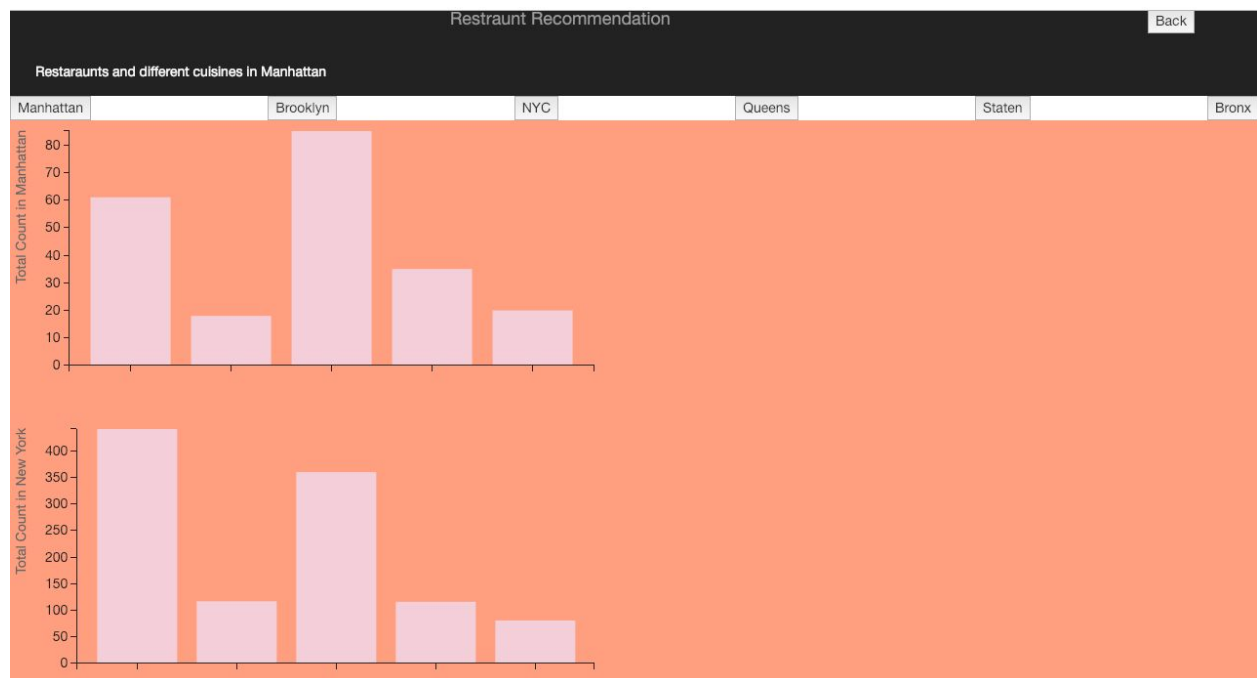 Restraunt Recommendation
Back
Restaraunts and different cuisines in Manhattan
Manhattan
Brooklyn
NYC
Queens
Staten
Bronx
Total Count in Manhattan
80
70
60
50
40
30
20
10
0
Total Count in New York
400
350
300
250
200
150
100
50
0